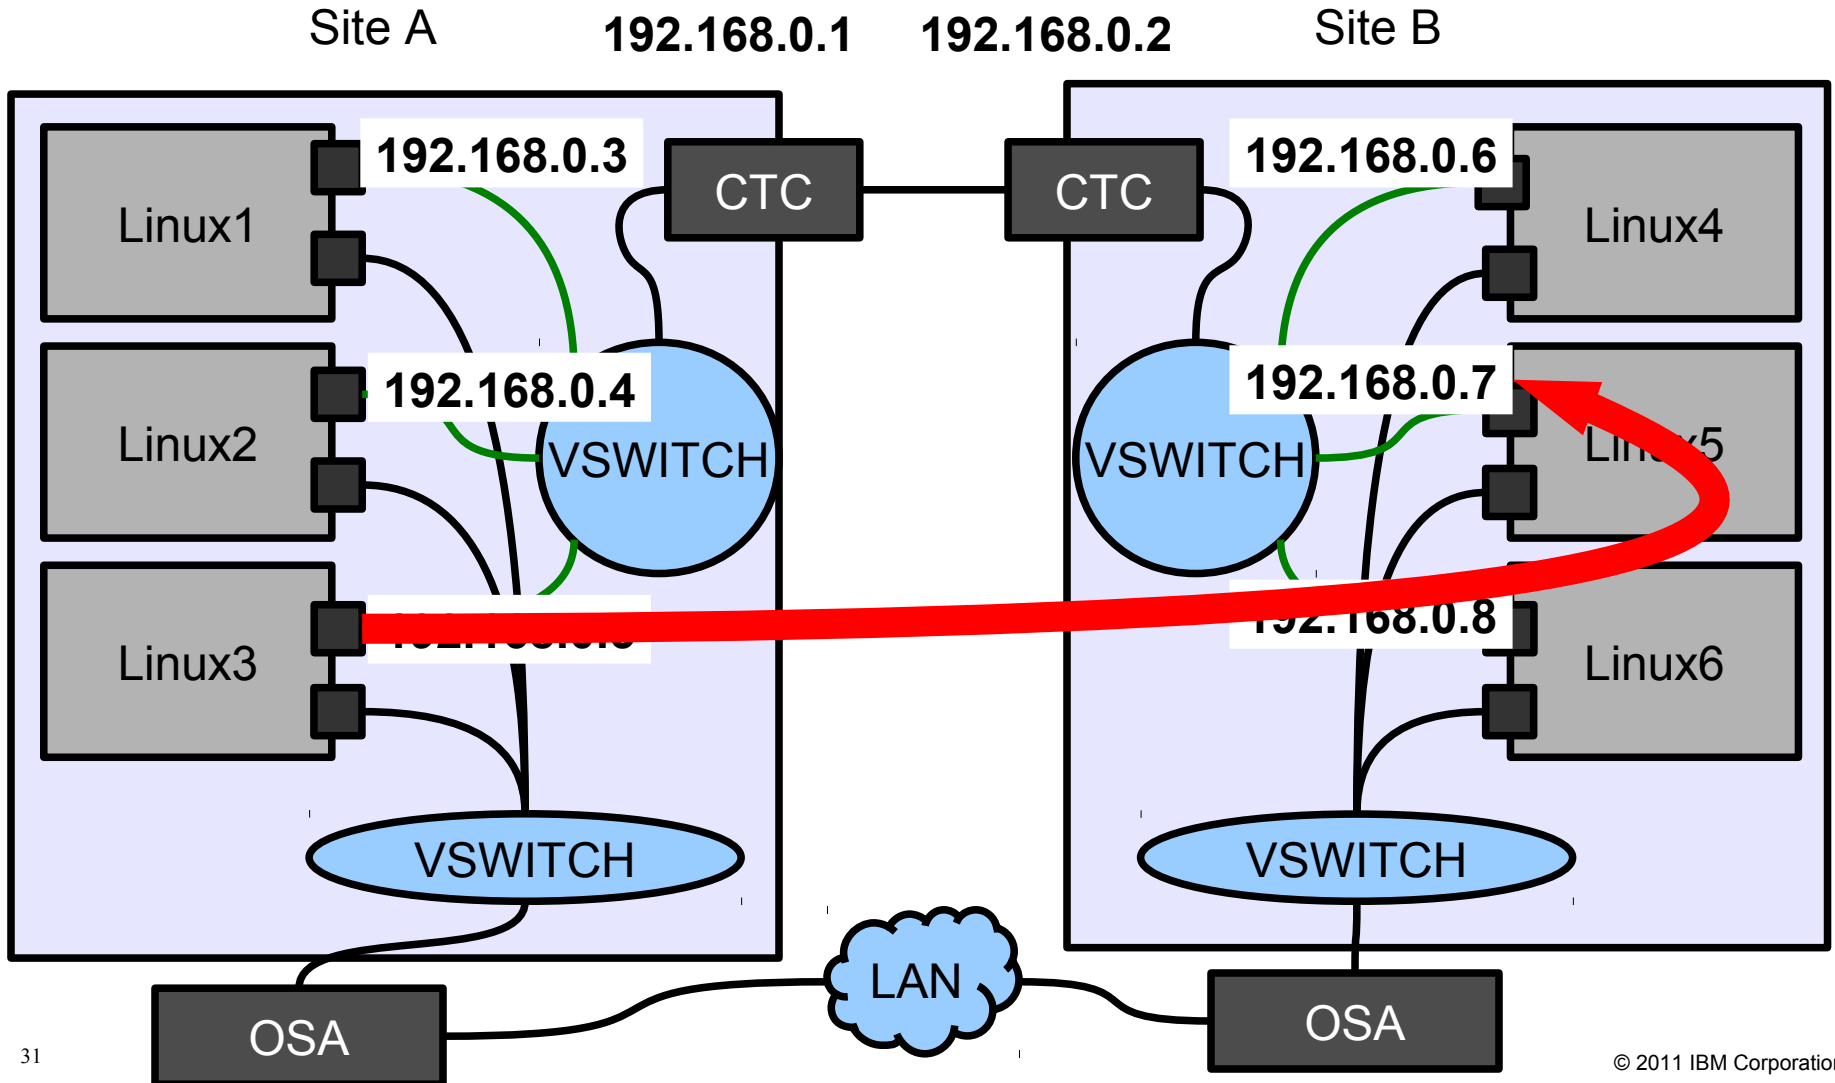 Site A
192.168.0.1
192.168.0.2
Site B
192.168.0.3
CTC
CTC
192.168.0.6
Linux1
Linux4
192.168.0.4
192.168.0.7
Linux2
VSWITCH
VSWITCH
Linux5
192.168.0.8
Linux3
Linux6
VSWITCH
VSWITCH
LAN
OSA
OSA
31
© 2011 IBM Corporation